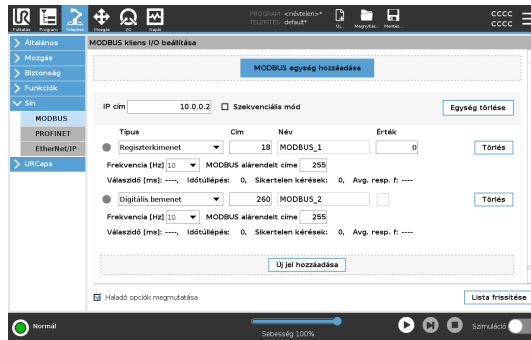 PROGRAM <névtelen>*
TELEPÍTÉS default*
CCCC
CCCC
Futtatás Program Telepítés Mozgás I/O Napló Új... Megnyitás... Mentés...
Általános
Mozgás
Biztonság
Funkciók
Sín
MODBUS
PROFINET
EtherNet/IP
URCaps
MODBUS kliens I/O beállítása
MODBUS egység hozzáadása
IP cím 10.0.0.2 Szekvenciális mód Egység törlése
Típus Cím Név Érték
Regiszterkimenet 18 MODBUS_1 0 Törlés
Frekvencia [Hz] 10 MODBUS alárendelt címe 255
Válaszidő [ms]: ----, Időtúllépés: 0, Sikertelen kérések: 0, Avg. resp. f: ----
Digitális bemenet 260 MODBUS_2 Törlés
Frekvencia [Hz] 10 MODBUS alárendelt címe 255
Válaszidő [ms]: ----, Időtúllépés: 0, Sikertelen kérések: 0, Avg. resp. f: ----
Új jel hozzáadása
Haladó opciók megmutatása Lista frissítése
Normál
Sebesség 100%
Szimuláció